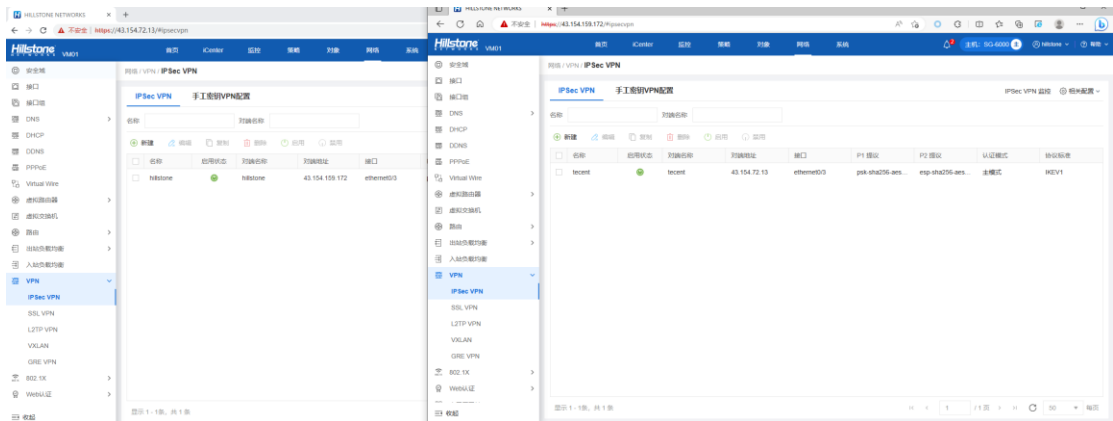 HILLSTONE NETWORKS
不安全 https://43.154.72.13/#ipsecvpn
Hillstone NETWORKS VM01
首页 iCenter 监控 策略 对象 网络 系统
安全域
接口
接口组
DNS
DHCP
DDNS
PPPoE
Virtual Wire
虚拟路由器
虚拟交换机
路由
出站负载均衡
入站负载均衡
VPN
IPSec VPN
SSL VPN
L2TP VPN
VXLAN
GRE VPN
802.1X
Web认证
收起
网络 / VPN / IPSec VPN
IPSec VPN 手工密钥VPN配置
名称 对端名称
新建 编辑 复制 删除 启用 禁用
名称 启用状态 对端名称 对端地址 接口
hillstone hillstone 43.154.159.172 ethernet0/3
显示 1 - 1条，共 1 条
HILLSTONE NETWORKS
不安全 https://43.154.159.172/#ipsecvpn
Hillstone NETWORKS VM01
首页 iCenter 监控 策略 对象 网络 系统
2 主机: SG-6000 hillstone 帮助
安全域
接口
接口组
DNS
DHCP
DDNS
PPPoE
Virtual Wire
虚拟路由器
虚拟交换机
路由
出站负载均衡
入站负载均衡
VPN
IPSec VPN
SSL VPN
L2TP VPN
VXLAN
GRE VPN
802.1X
Web认证
收起
网络 / VPN / IPSec VPN
IPSec VPN 手工密钥VPN配置
IPSec VPN 监控 相关配置
名称 对端名称
新建 编辑 复制 删除 启用 禁用
名称 启用状态 对端名称 对端地址 接口 P1 提议 P2 提议 认证模式 协议标准
tecent tecent 43.154.72.13 ethernet0/3 psk-sha256-aes... esp-sha256-aes... 主模式 IKEV1
显示 1 - 1条，共 1 条
1 / 1 页 50 每页